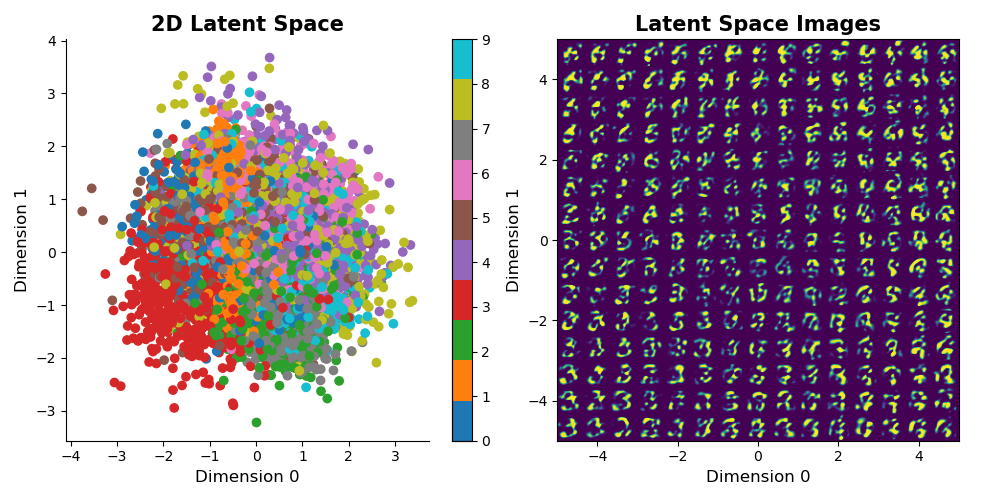 2D Latent Space
4
3
2
1
0
−1
−2
−3
Dimension 1
−4 −3 −2 −1 0 1 2 3
Dimension 0
9
8
7
6
5
4
3
2
1
0
Latent Space Images
4
2
0
−2
−4
Dimension 1
−4 −2 0 2 4
Dimension 0